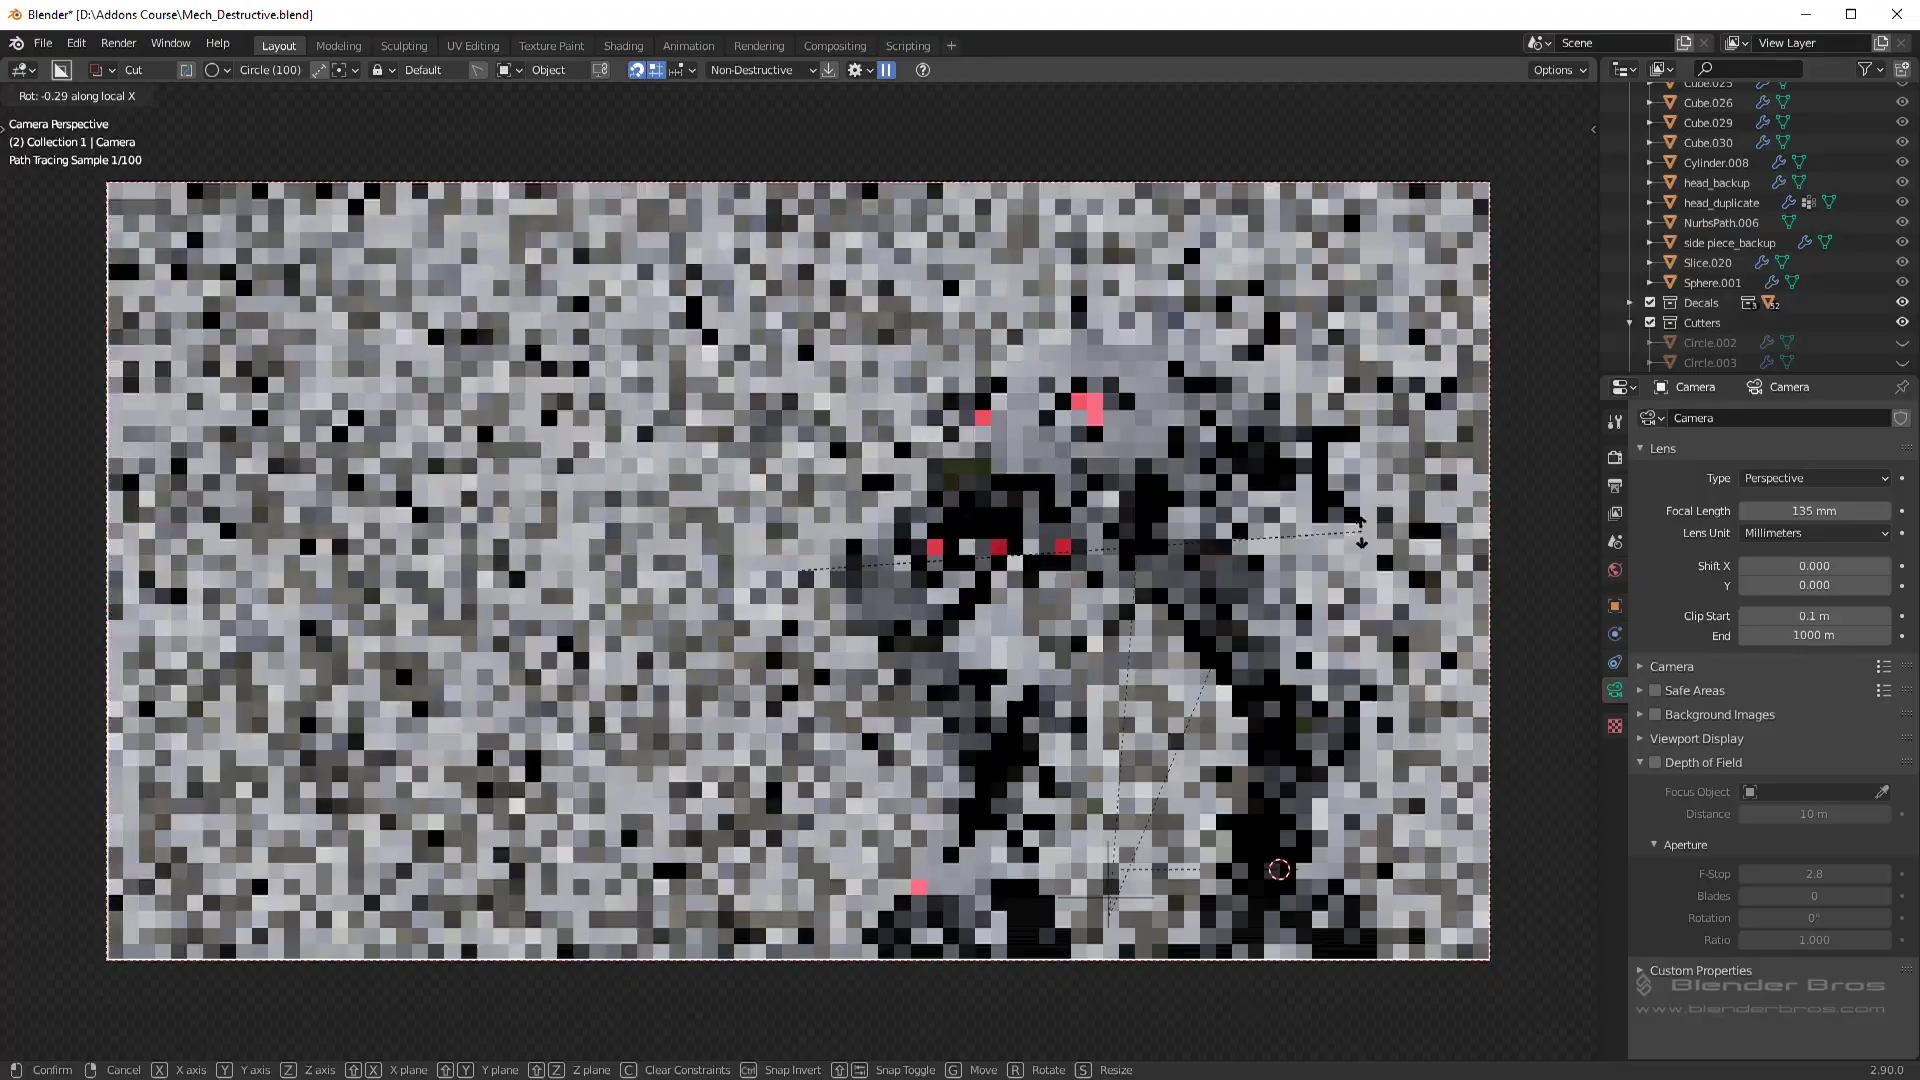 Blender* [D:\Addons Course\Mech_Destructive.blend]
File Edit Render Window Help Layout Modeling Sculpting UV Editing Texture Paint Shading Animation Rendering Compositing Scripting +
Scene
View Layer
Cut
Circle (100)
Default
Object
Non-Destructive
Options
Rot: -0.29 along local X
Camera Perspective
(2) Collection 1 | Camera
Path Tracing Sample 1/100
Cube.025
Cube.026
Cube.029
Cube.030
Cylinder.008
head_backup
head_duplicate
NurbsPath.006
side piece_backup
Slice.020
Sphere.001
Decals 3 52
Cutters
Circle.002
Circle.003
Camera Camera
Camera
Lens
Type Perspective
Focal Length 135 mm
Lens Unit Millimeters
Shift X 0.000
Y 0.000
Clip Start 0.1 m
End 1000 m
Camera
Safe Areas
Background Images
Viewport Display
Depth of Field
Focus Object
Distance 10 m
Aperture
F-Stop 2.8
Blades 0
Rotation 0°
Ratio 1.000
Custom Properties
Blender Bros
www.blenderbros.com
Confirm Cancel X X axis Y Y axis Z Z axis X X plane Y Y plane Z Z plane C Clear Constraints Ctrl Snap Invert Snap Toggle G Move R Rotate S Resize
2.90.0